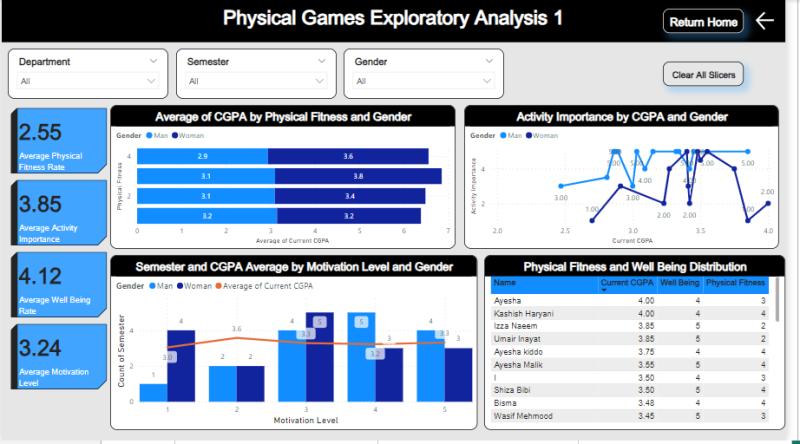 Physical Games Exploratory Analysis 1
Return Home
Department
All
Semester
All
Gender
All
Clear All Slicers
2.55
Average Physical
Fitness Rate
3.85
Average Activity
Importance
4.12
Average Well Being
Rate
3.24
Average Motivation
Level
Average of CGPA by Physical Fitness and Gender
Gender Man Woman
Physical Fitness
4
2
2.9 3.6
3.1 3.8
3.1 3.4
3.2 3.2
0 1 2 3 4 5 6 7
Average of Current CGPA
Activity Importance by CGPA and Gender
Gender Man Woman
Activity Importance
4
2
3.00
1.00
5.00
5.00
3.00
4.00
2.00
4.00
2.00
5.00
5.00
1.00
2.00
2.0 2.5 3.0 3.5 4.0
Current CGPA
Semester and CGPA Average by Motivation Level and Gender
Gender Man Woman Average of Current CGPA
Count of Semester
4
2
0
1 4 3.0
2 2 3.6
4 5 3.3
5 3 3.2
4 3 3.3
1 2 3 4 5
Motivation Level
Physical Fitness and Well Being Distribution
Name Current CGPA Well Being Physical Fitness
Ayesha 4.00 4 3
Kashish Haryani 4.00 4 4
Izza Naeem 3.85 5 2
Umair Inayat 3.85 5 2
Ayesha kiddo 3.75 4 4
Ayesha Malik 3.55 5 5
I 3.50 4 3
Shiza Bibi 3.50 5 4
Bisma 3.48 4 4
Wasif Mehmood 3.45 5 3